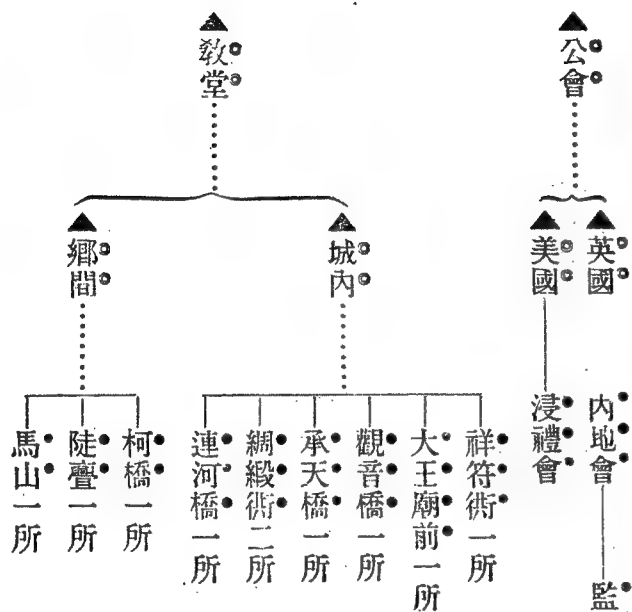 公會
英國
內地會
監
美國
浸禮會
敎堂
城內
祥符衖一所
大王廟前一所
觀音橋一所
承天橋一所
綢緞衖二所
連河橋一所
鄉間
柯橋一所
陡亹一所
馬山一所